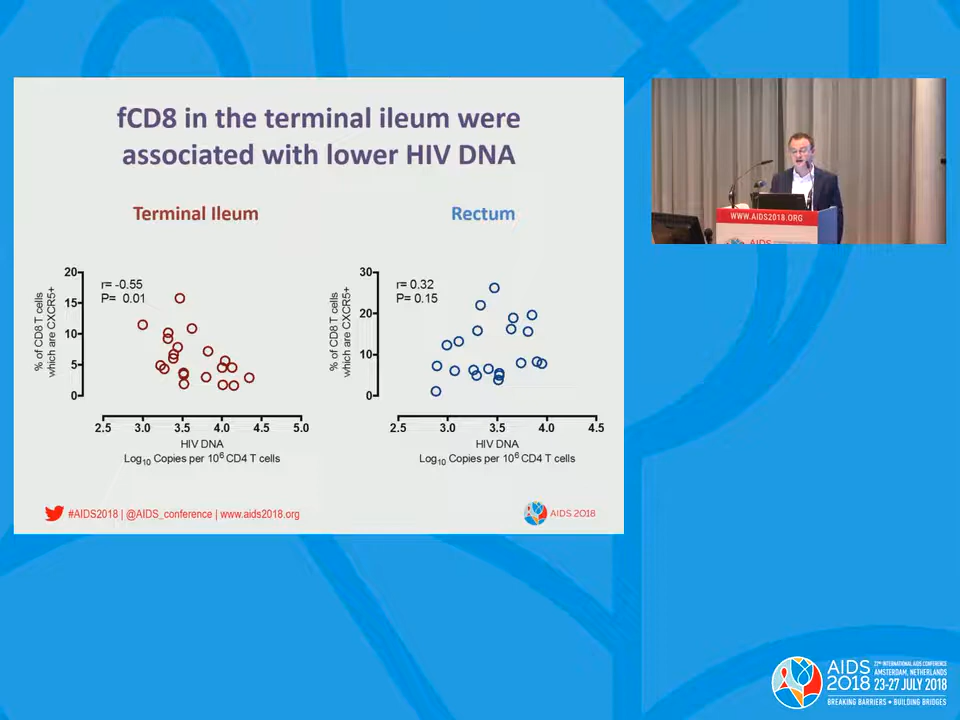 fCD8 in the terminal ileum were
associated with lower HIV DNA
Terminal Ileum
Rectum
% of CD8 T cells
which are CXCR5+
20
15
10
5
0
r= -0.55
P= 0.01
2.5 3.0 3.5 4.0 4.5 5.0
HIV DNA
Log10 Copies per 10^6 CD4 T cells
% of CD8 T cells
which are CXCR5+
30
20
10
0
r= 0.32
P= 0.15
2.5 3.0 3.5 4.0 4.5
HIV DNA
Log10 Copies per 10^6 CD4 T cells
#AIDS2018 | @AIDS_conference | www.aids2018.org
AIDS 2018
WWW.AIDS2018.ORG
AIDS
AIDS
2018
22ND INTERNATIONAL AIDS CONFERENCE
AMSTERDAM, NETHERLANDS
23-27 JULY 2018
BREAKING BARRIERS • BUILDING BRIDGES